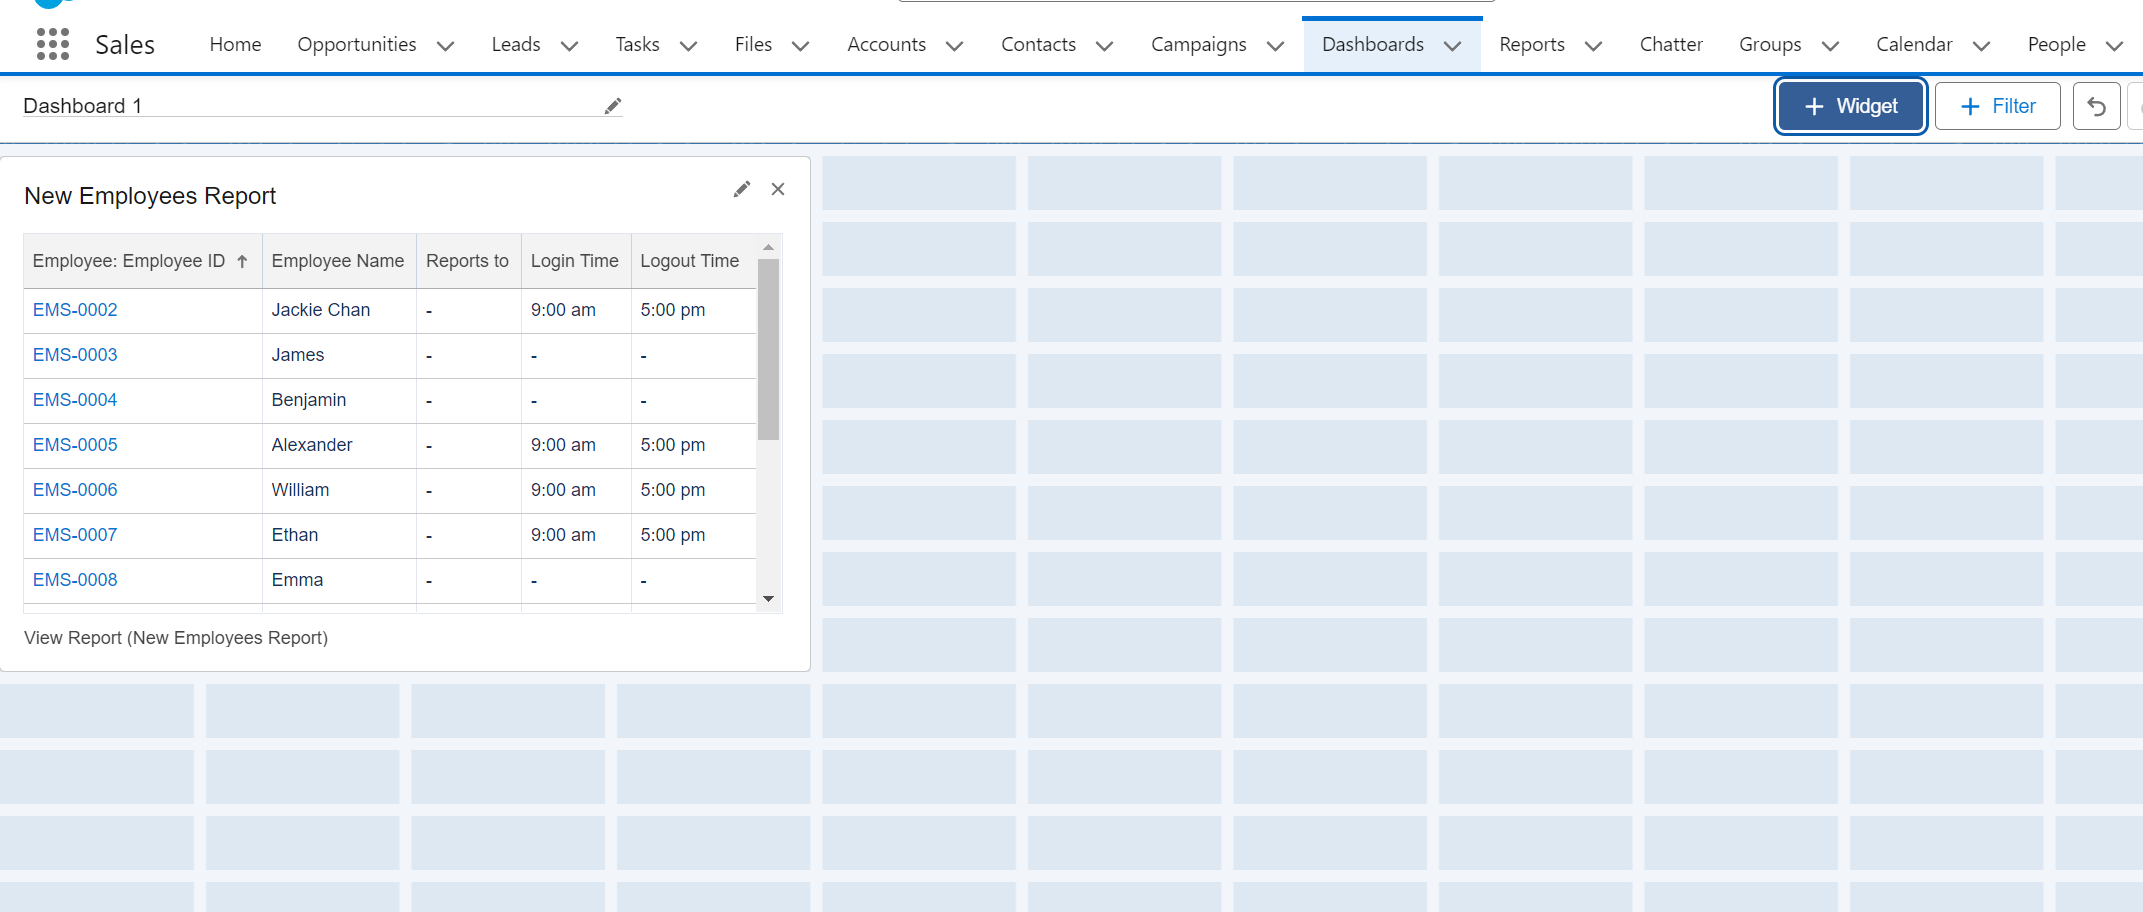 Sales Home Opportunities Leads Tasks Files Accounts Contacts Campaigns Dashboards Reports Chatter Groups Calendar People
Dashboard 1
+ Widget + Filter
New Employees Report
Employee: Employee ID ↑ Employee Name Reports to Login Time Logout Time
EMS-0002 Jackie Chan - 9:00 am 5:00 pm
EMS-0003 James - - -
EMS-0004 Benjamin - - -
EMS-0005 Alexander - 9:00 am 5:00 pm
EMS-0006 William - 9:00 am 5:00 pm
EMS-0007 Ethan - 9:00 am 5:00 pm
EMS-0008 Emma - - -
View Report (New Employees Report)